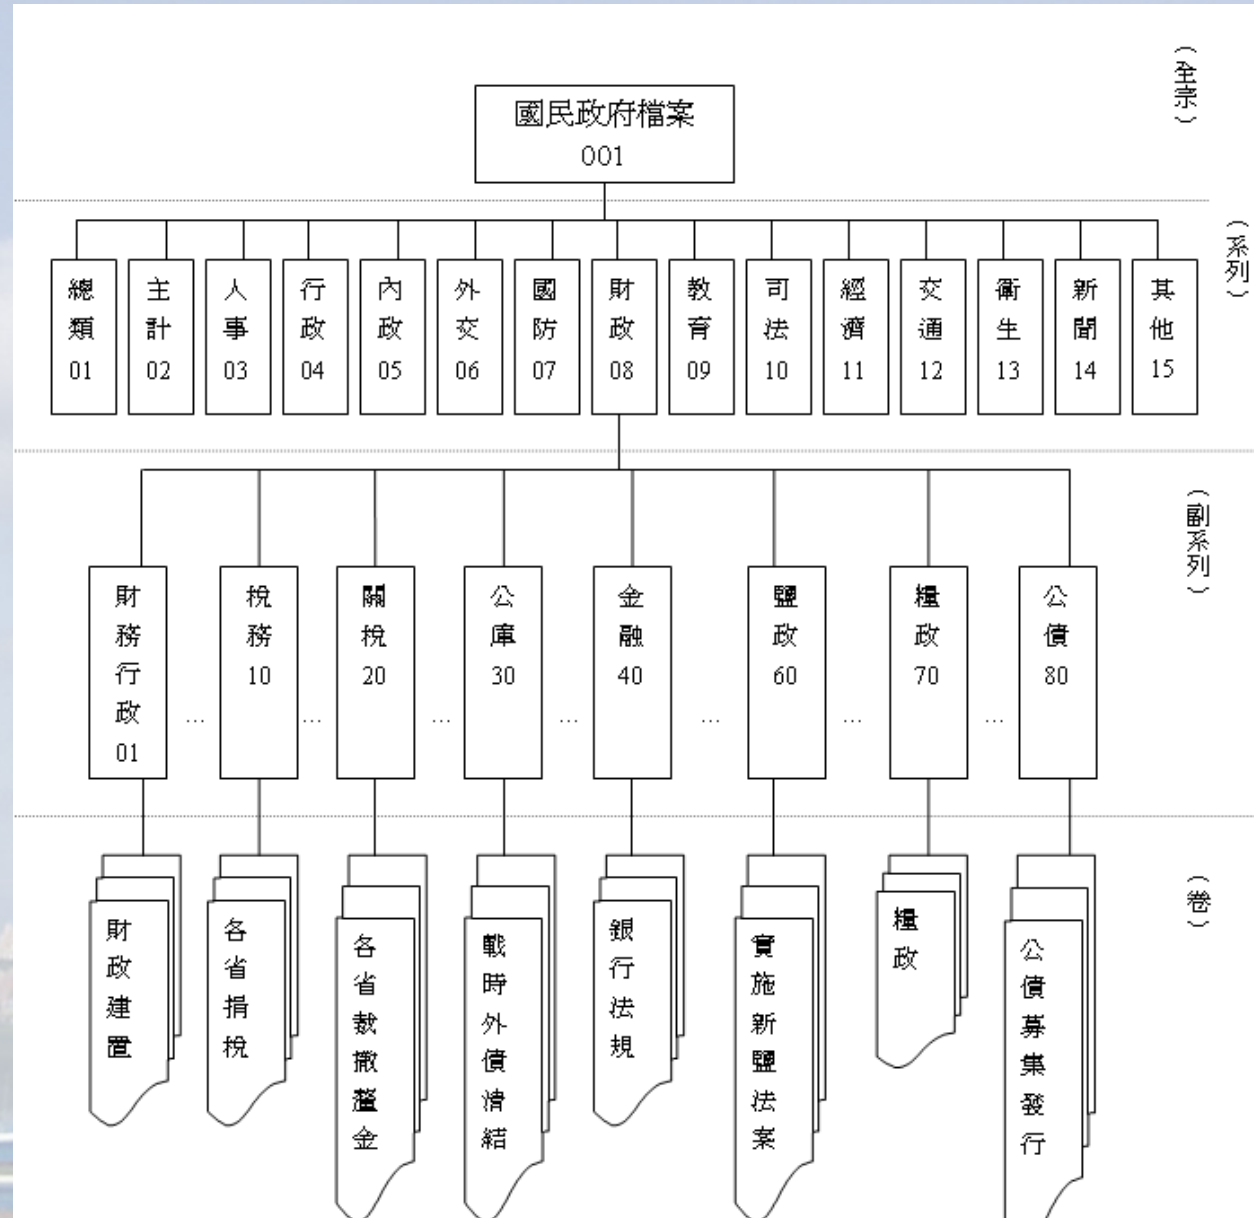 （全宗）
國民政府檔案
001
（系列）
總類 01
主計 02
人事 03
行政 04
內政 05
外交 06
國防 07
財政 08
教育 09
司法 10
經濟 11
交通 12
衛生 13
新聞 14
其他 15
（副系列）
財務行政 01
...
稅務 10
...
關稅 20
...
公庫 30
...
金融 40
...
鹽政 60
...
糧政 70
...
公債 80
（卷）
財政建置
各省捐稅
各省裁撤釐金
戰時外債清結
銀行法規
實施新鹽法案
糧政
公債募集發行